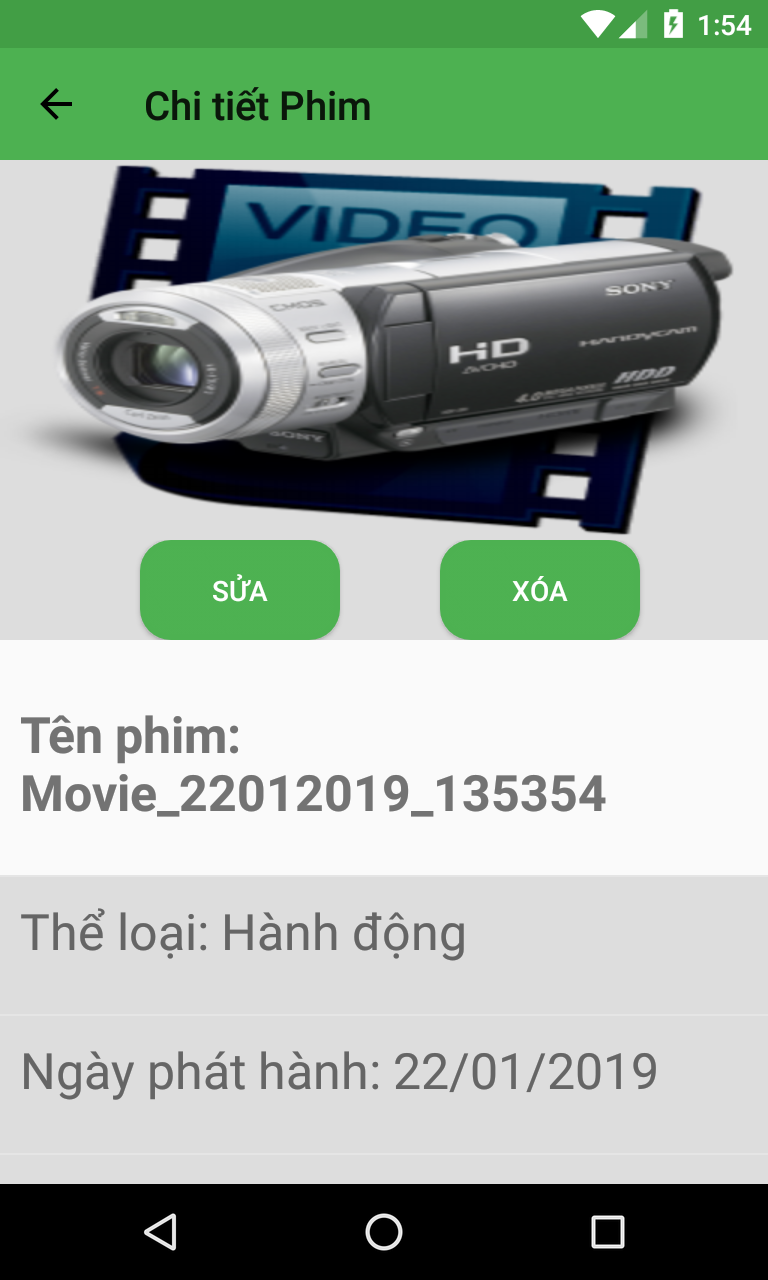 1:54
Chi tiết Phim
VIDEO
SONY
CMOS
HD
AVCHD
HANDYCAM
HDD
SONY
SỬA
XÓA
Tên phim:
Movie_22012019_135354
Thể loại: Hành động
Ngày phát hành: 22/01/2019